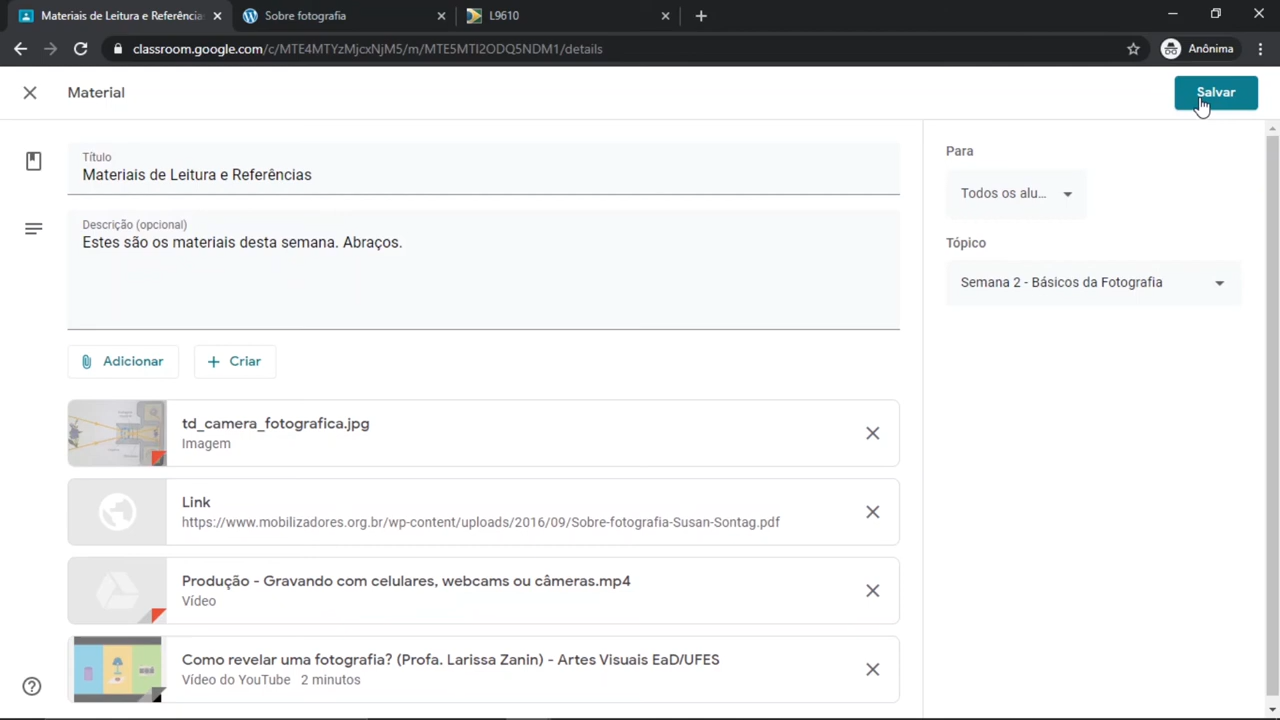 Materiais de Leitura e Referência
Sobre fotografia
L9610
classroom.google.com/c/MTE4MTYzMjcxNjM5/m/MTE5MTI2ODQ5NDM1/details
Anônima
Material
Salvar
Título
Materiais de Leitura e Referências
Descrição (opcional)
Estes são os materiais desta semana. Abraços.
Adicionar
Criar
td_camera_fotografica.jpg
Imagem
Link
https://www.mobilizadores.org.br/wp-content/uploads/2016/09/Sobre-fotografia-Susan-Sontag.pdf
Produção - Gravando com celulares, webcams ou câmeras.mp4
Vídeo
Como revelar uma fotografia? (Profa. Larissa Zanin) - Artes Visuais EaD/UFES
Vídeo do YouTube 2 minutos
Para
Todos os alu...
Tópico
Semana 2 - Básicos da Fotografia